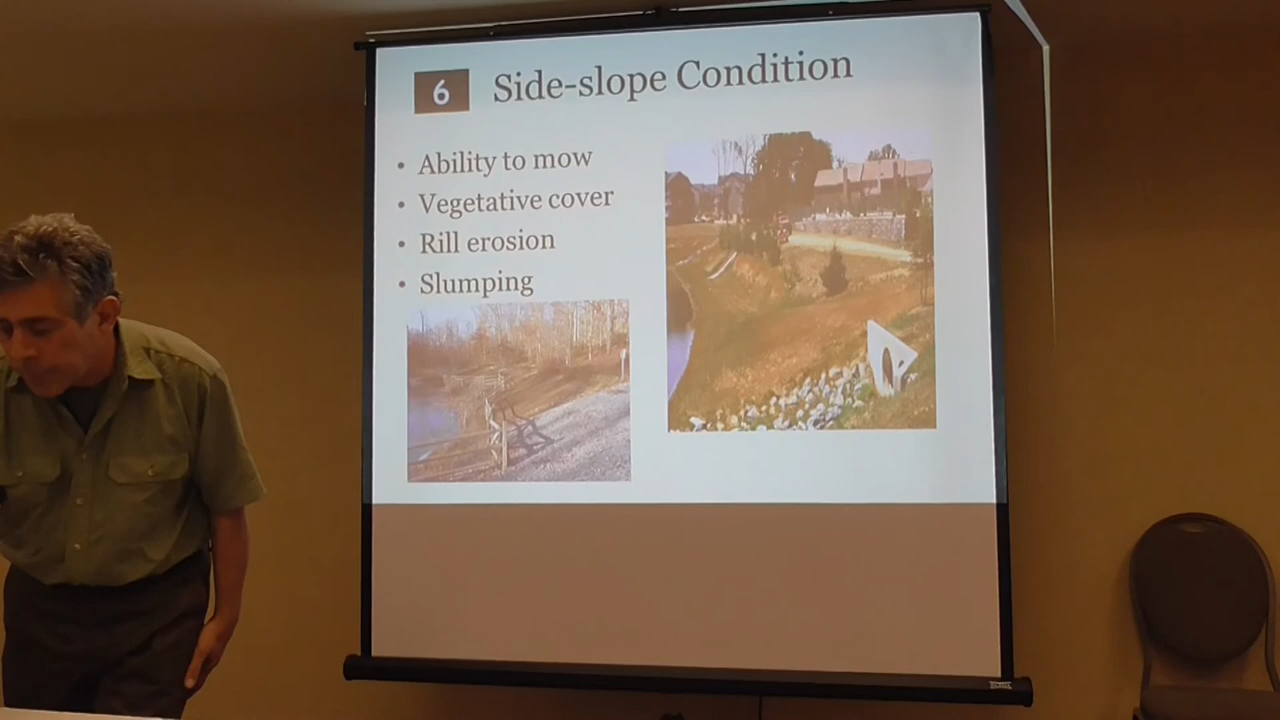 6 Side-slope Condition
• Ability to mow
• Vegetative cover
• Rill erosion
• Slumping